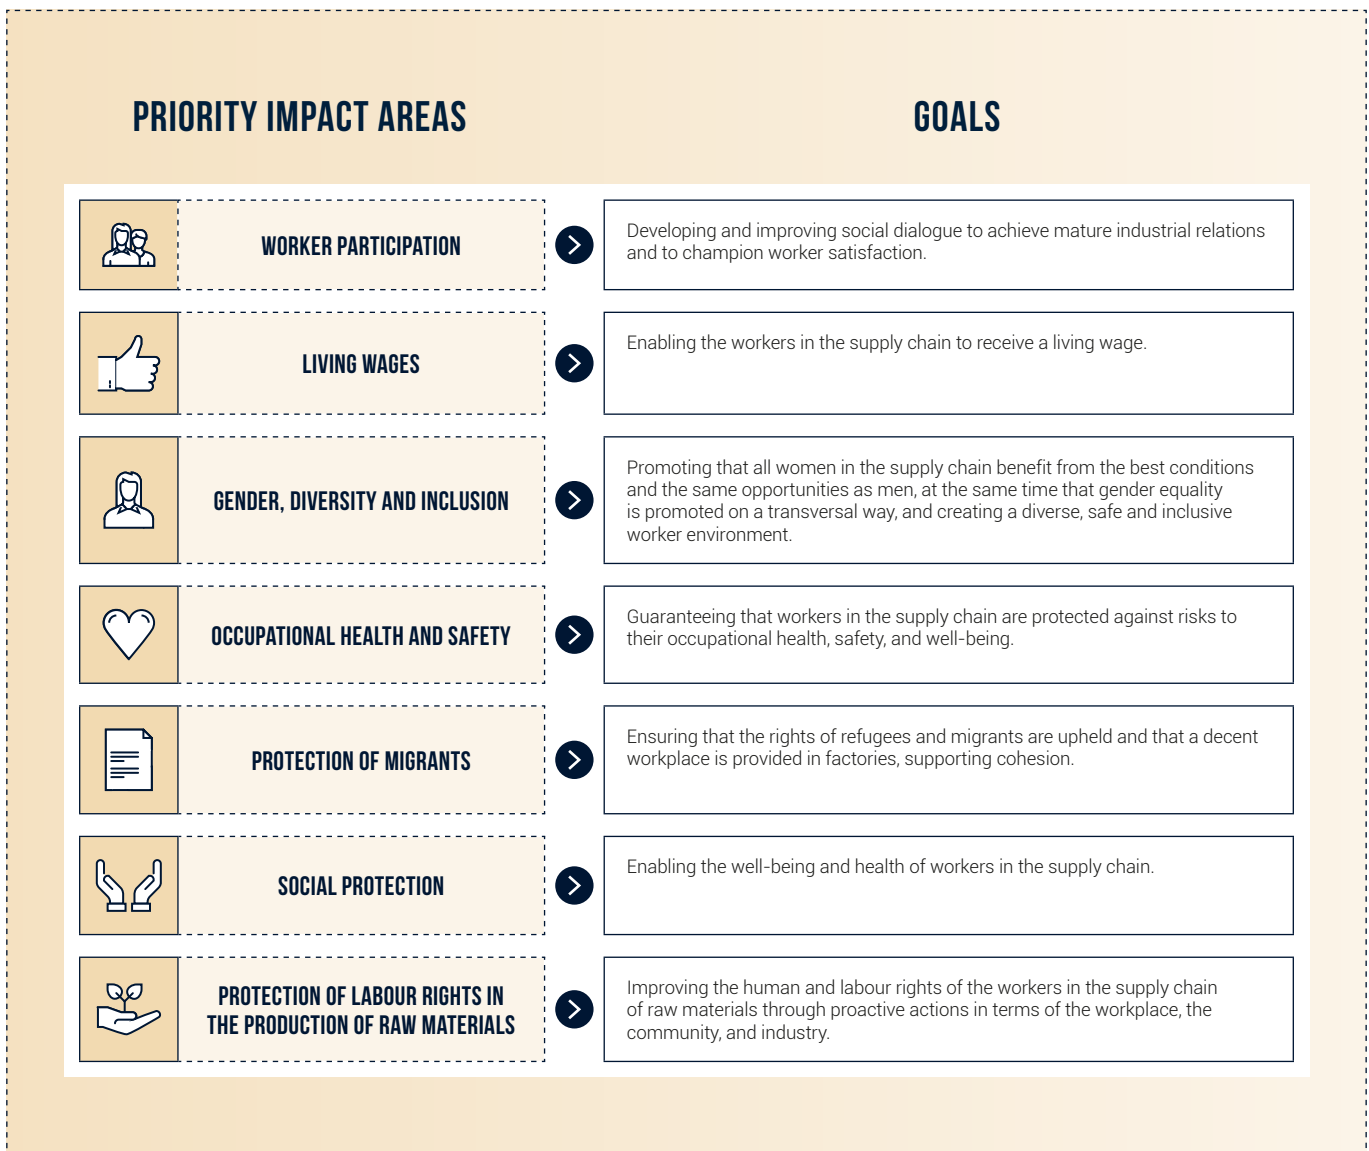 PRIORITY IMPACT AREAS
GOALS
WORKER PARTICIPATION
Developing and improving social dialogue to achieve mature industrial relations
and to champion worker satisfaction.
LIVING WAGES
Enabling the workers in the supply chain to receive a living wage.
GENDER, DIVERSITY AND INCLUSION
Promoting that all women in the supply chain benefit from the best conditions
and the same opportunities as men, at the same time that gender equality
is promoted on a transversal way, and creating a diverse, safe and inclusive
worker environment.
OCCUPATIONAL HEALTH AND SAFETY
Guaranteeing that workers in the supply chain are protected against risks to
their occupational health, safety, and well-being.
PROTECTION OF MIGRANTS
Ensuring that the rights of refugees and migrants are upheld and that a decent
workplace is provided in factories, supporting cohesion.
SOCIAL PROTECTION
Enabling the well-being and health of workers in the supply chain.
PROTECTION OF LABOUR RIGHTS IN
THE PRODUCTION OF RAW MATERIALS
Improving the human and labour rights of the workers in the supply chain
of raw materials through proactive actions in terms of the workplace, the
community, and industry.